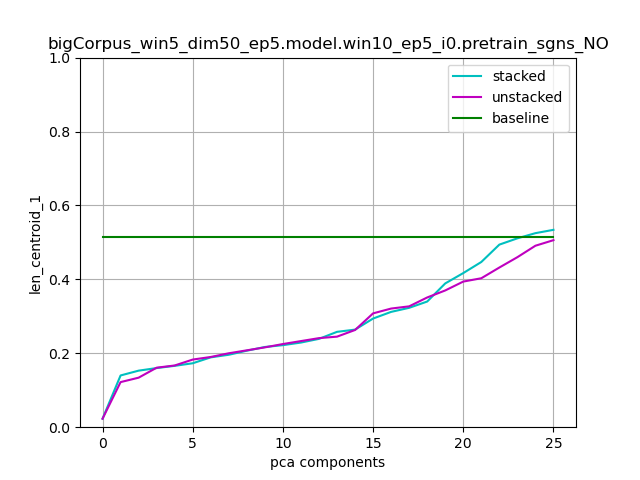 bigCorpus_win5_dim50_ep5.model.win10_ep5_i0.pretrain_sgns_NO
1.0
0.8
0.6
0.4
0.2
0.0
len_centroid_1
stacked
unstacked
baseline
0 5 10 15 20 25
pca components